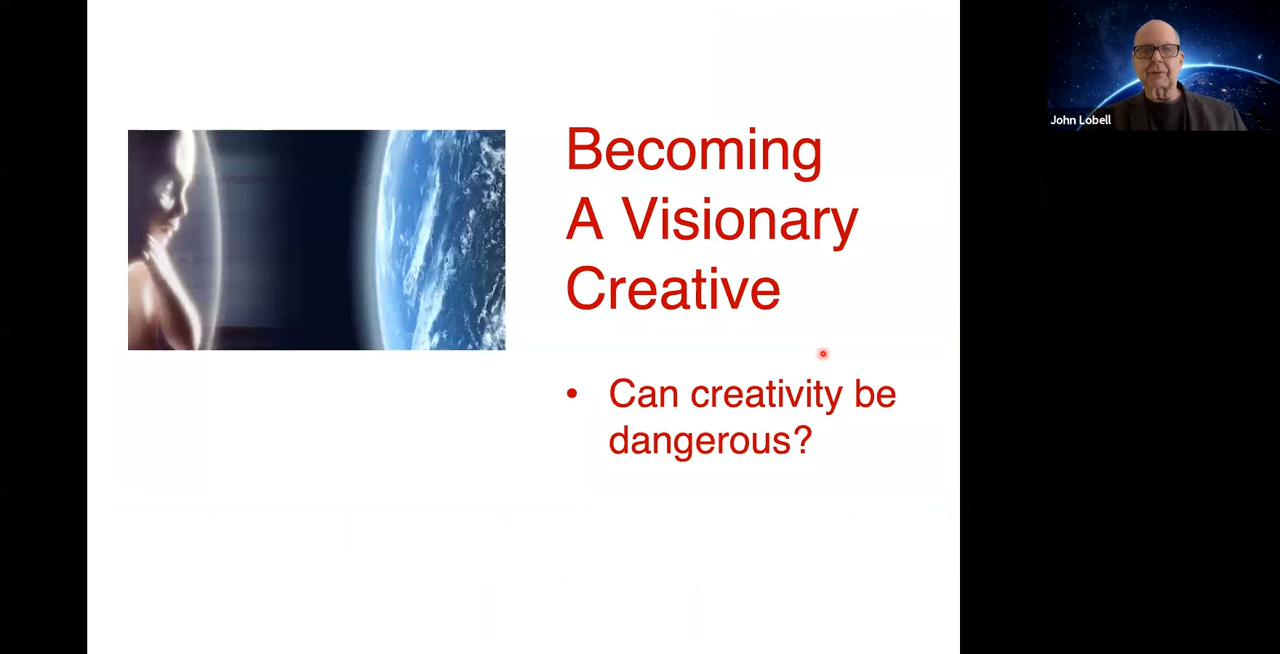 Becoming
A Visionary
Creative
• Can creativity be
dangerous?
John Lobell